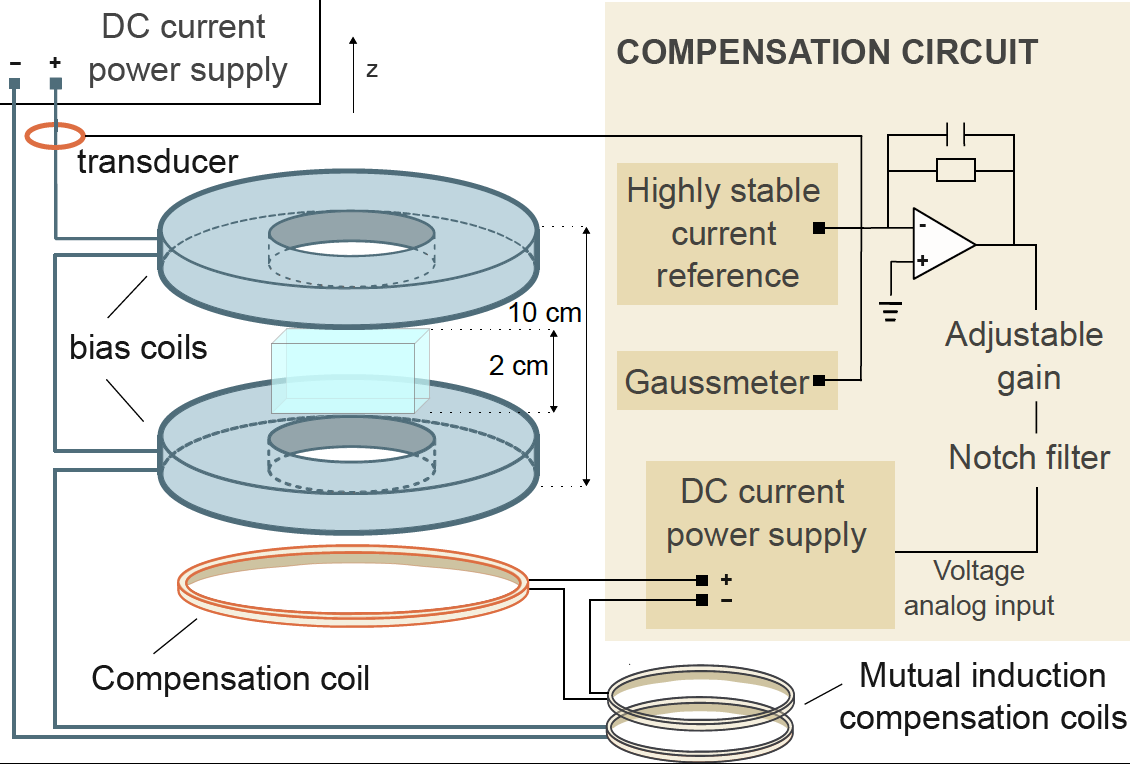 DC current
power supply
–
+
z
transducer
COMPENSATION CIRCUIT
Highly stable
current
reference
-
+
10 cm
bias coils
2 cm
Gaussmeter
Adjustable
gain
Notch filter
DC current
power supply
+
–
Voltage
analog input
Compensation coil
Mutual induction
compensation coils